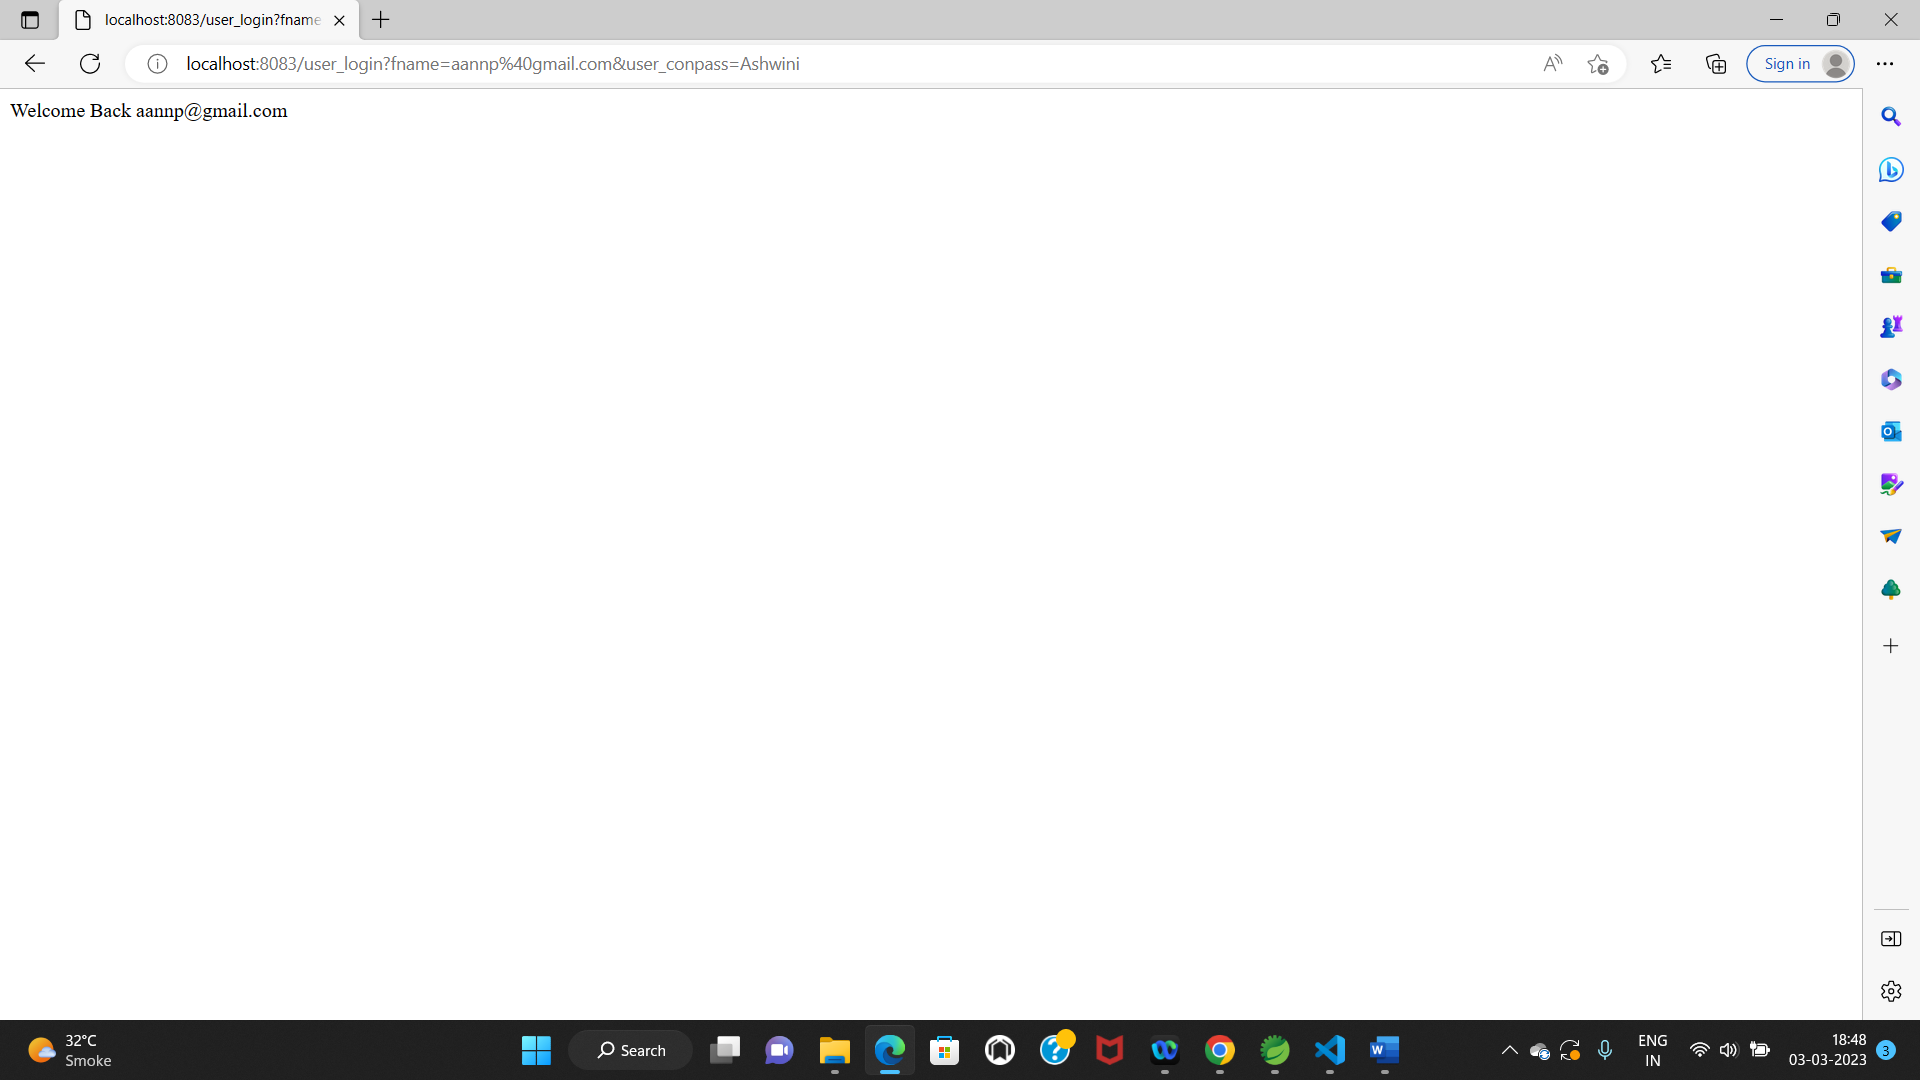 localhost:8083/user_login?fname
localhost:8083/user_login?fname=aannp%40gmail.com&user_conpass=Ashwini
Sign in
Welcome Back aannp@gmail.com
32°C
Smoke
Search
ENG
IN
18:48
03-03-2023
3